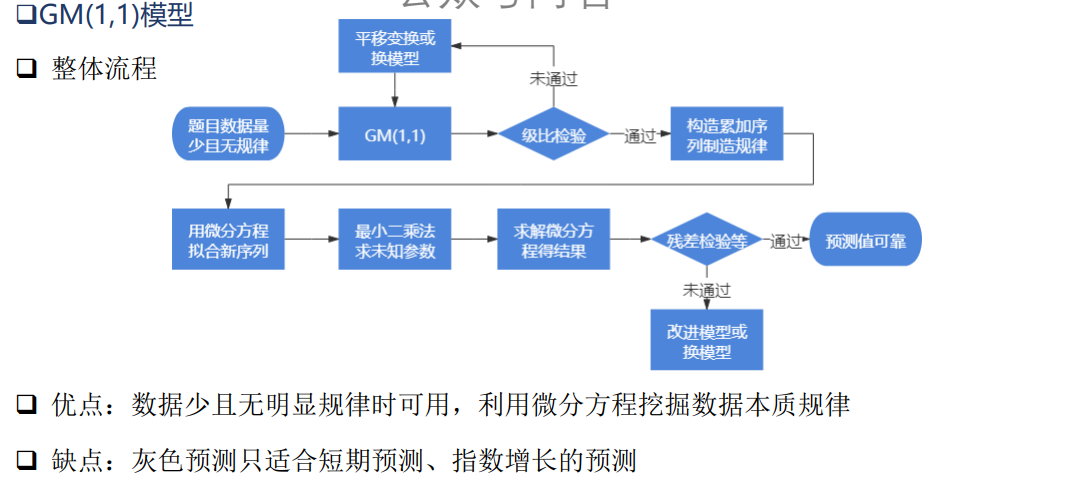 GM(1,1)模型
整体流程
平移变换或
换模型
未通过
题目数据量
少且无规律
GM(1,1)
级比检验
通过
构造累加序
列制造规律
用微分方程
拟合新序列
最小二乘法
求未知参数
求解微分方
程得结果
残差检验等
通过
预测值可靠
未通过
改进模型或
换模型
优点：数据少且无明显规律时可用，利用微分方程挖掘数据本质规律
缺点：灰色预测只适合短期预测、指数增长的预测